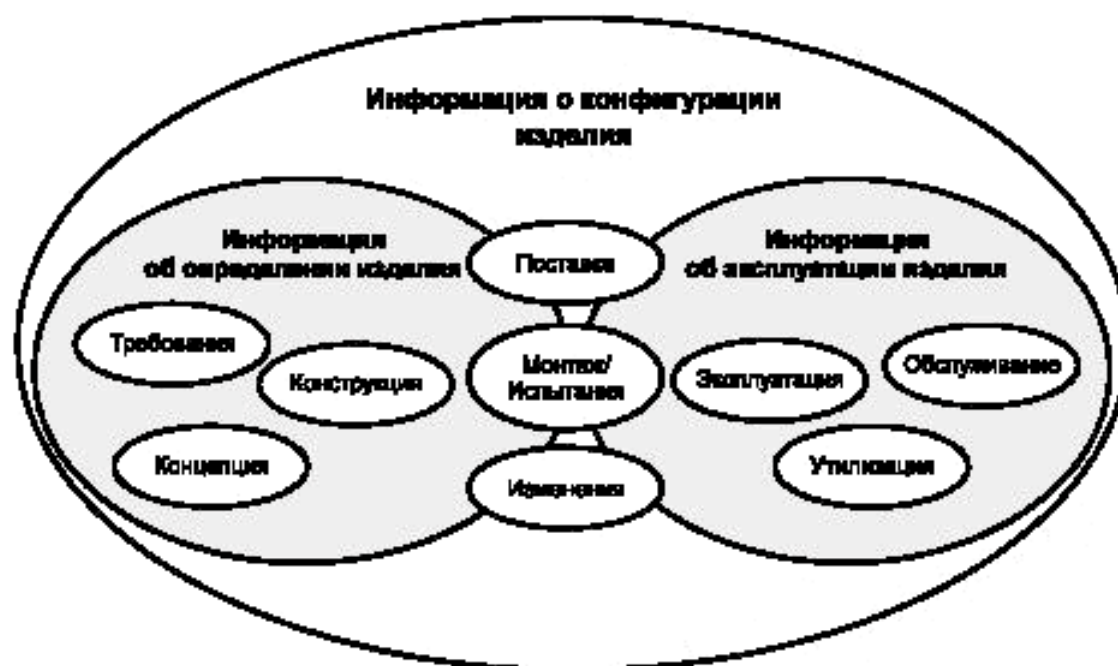 Информация о конфигурации
изделия
Информация
об определении изделия
Информация
об эксплуатации изделия
Поставка
Требования
Конструкция
Монтаж/
Испытания
Эксплуатация
Обслуживание
Концепция
Утилизация
Изменения